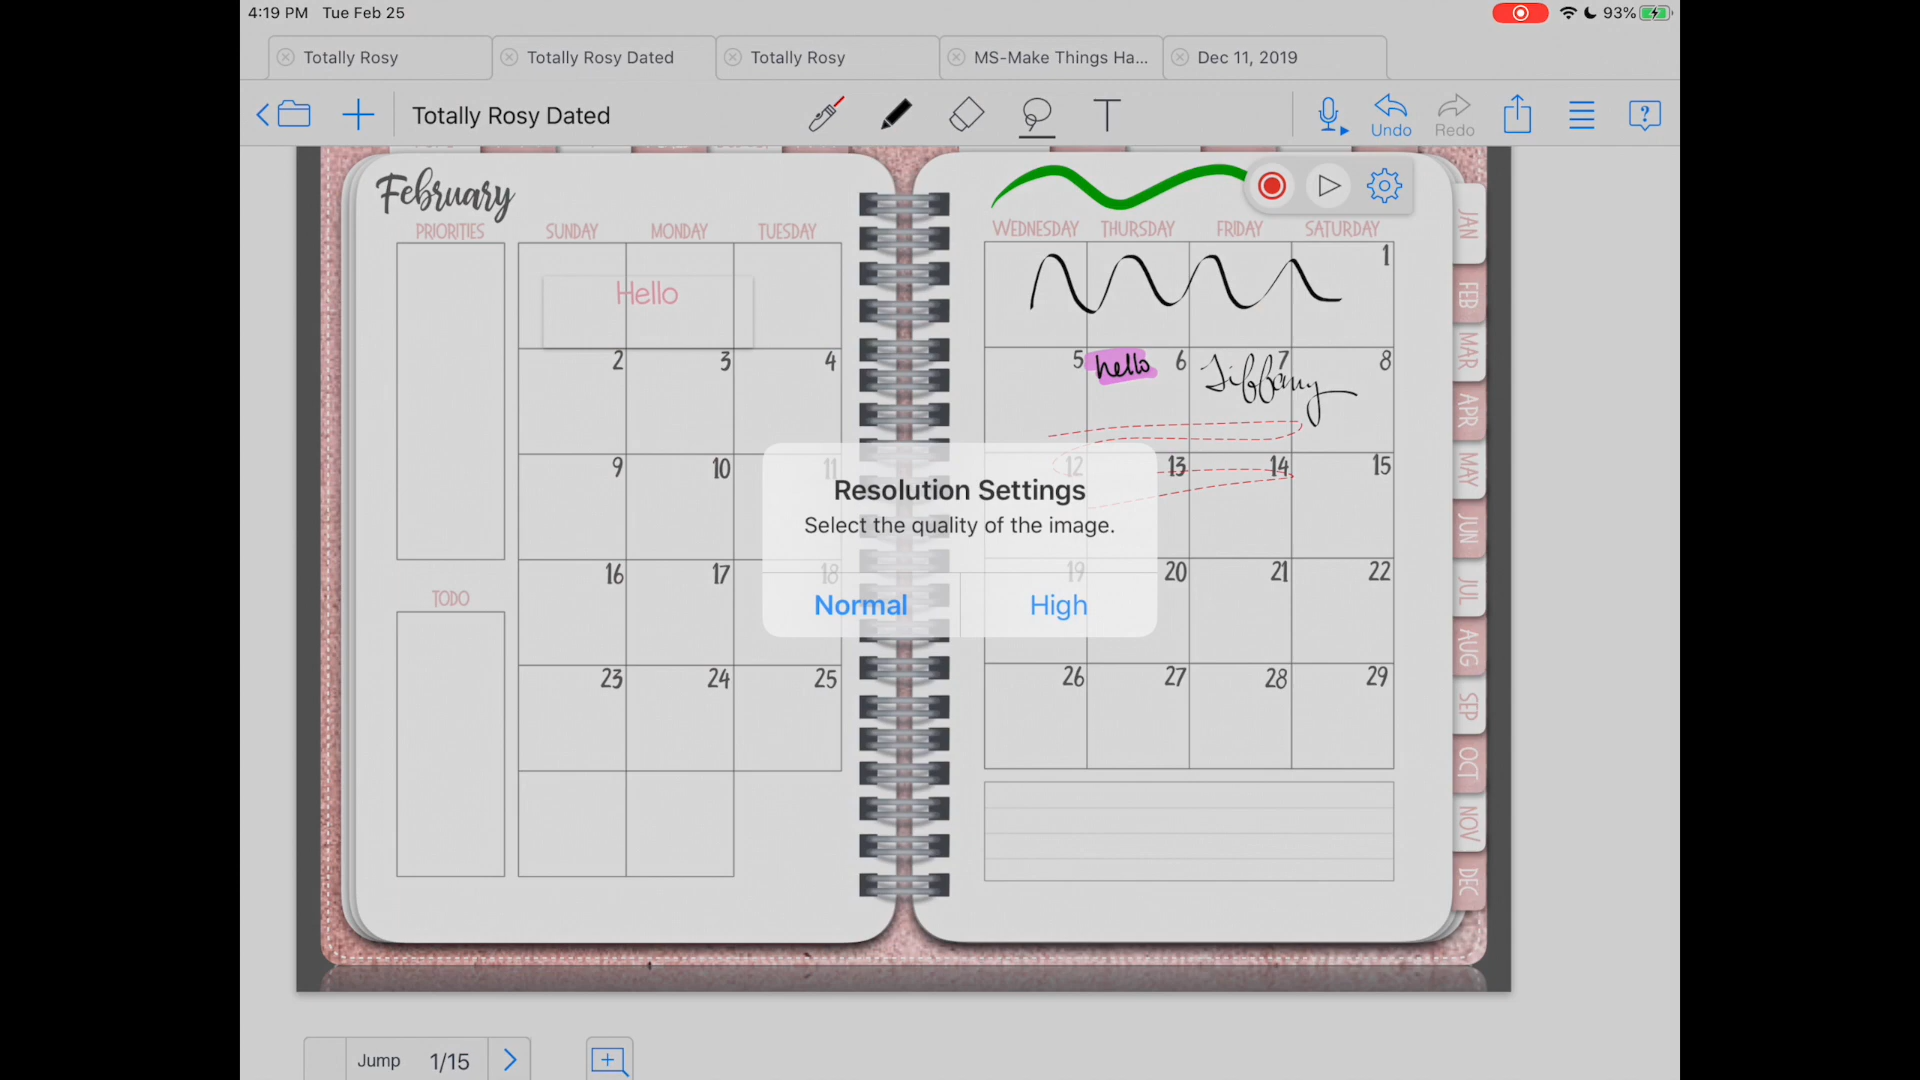 4:19 PM Tue Feb 25
93%
Totally Rosy
Totally Rosy Dated
Totally Rosy
MS-Make Things Ha...
Dec 11, 2019
Totally Rosy Dated
T
Undo
Redo
?
February
PRIORITIES
SUNDAY MONDAY TUESDAY
WEDNESDAY THURSDAY FRIDAY SATURDAY
1
Hello
2 3 4
5 hello 6 Tiffany 7 8
9 10 11
12 13 14 15
Resolution Settings
Select the quality of the image.
Normal High
16 17 18
19 20 21 22
TODO
23 24 25
26 27 28 29
JAN
FEB
MAR
APR
MAY
JUN
JUL
AUG
SEP
OCT
NOV
DEC
Jump 1/15